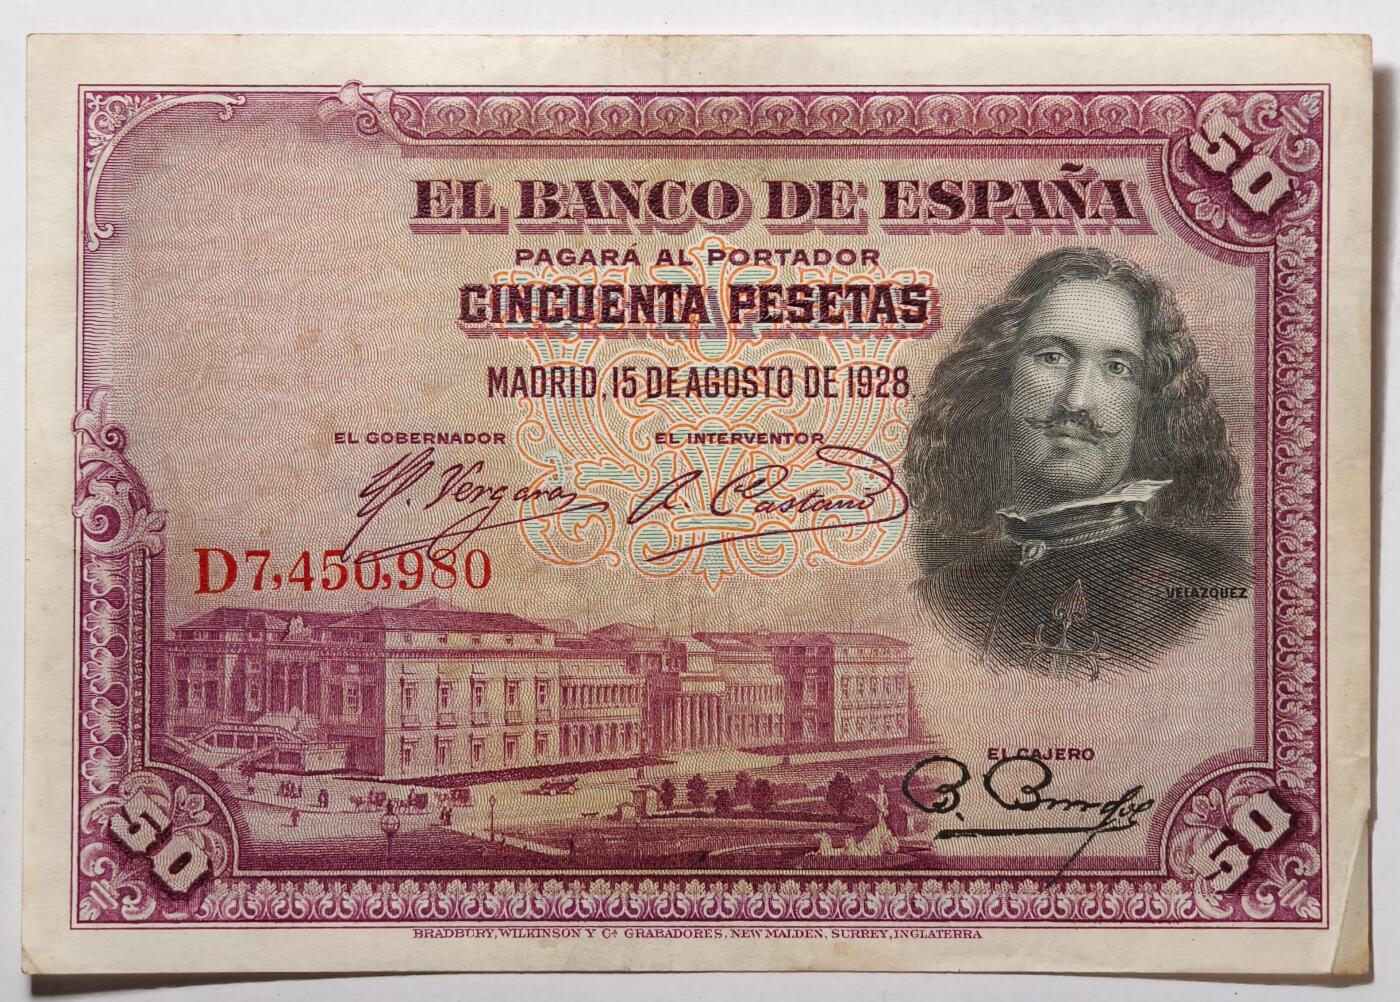 50
EL BANCO DE ESPAÑA
PAGARÁ AL PORTADOR
CINCUENTA PESETAS
MADRID, 15 DE AGOSTO DE 1928
EL GOBERNADOR
EL INTERVENTOR
D7,450,980
VELAZQUEZ
EL CAJERO
50
50
BRADBURY, WILKINSON Y Cª GRABADORES, NEW MALDEN, SURREY, INGLATERRA